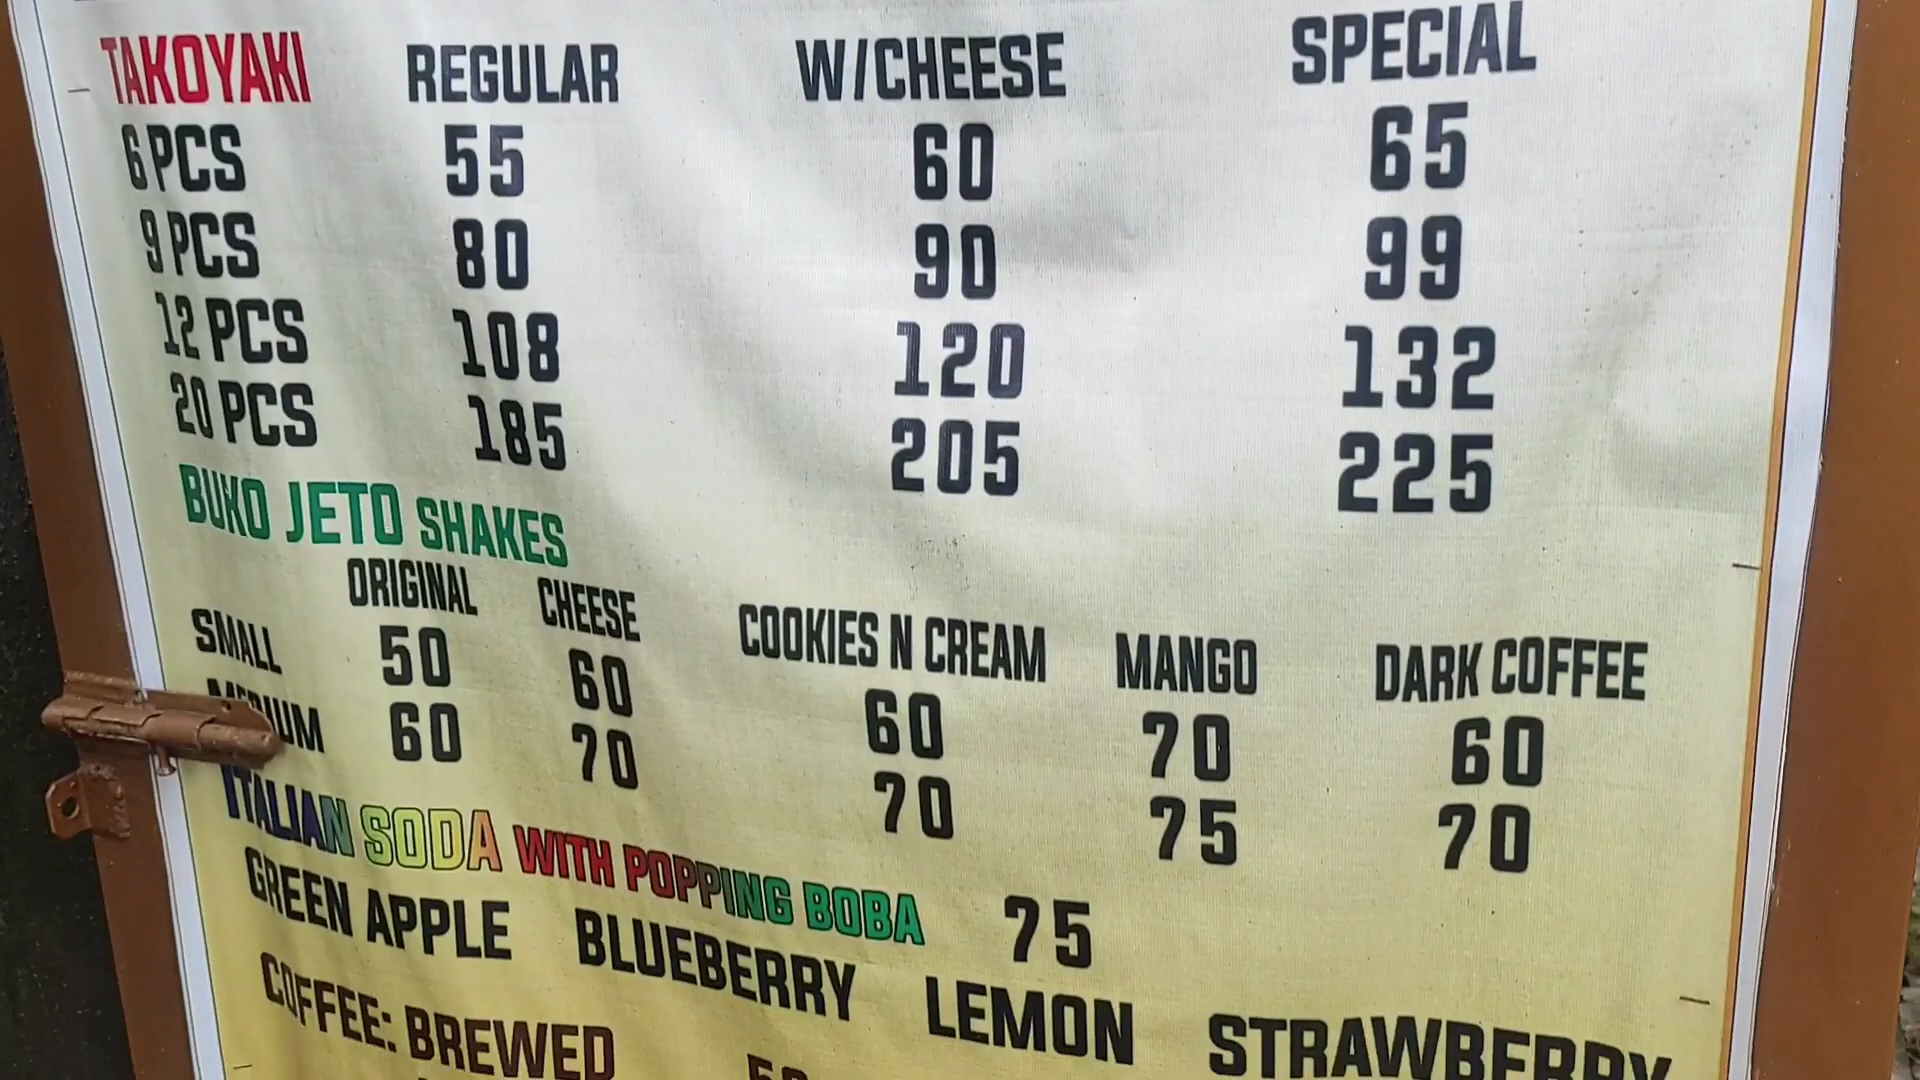 TAKOYAKI REGULAR W/CHEESE SPECIAL
6 PCS 55 60 65
9 PCS 80 90 99
12 PCS 108 120 132
20 PCS 185 205 225
BUKO JETO SHAKES
ORIGINAL CHEESE COOKIES N CREAM MANGO DARK COFFEE
SMALL 50 60 60 70 60
MEDIUM 60 70 70 75 70
ITALIAN SODA WITH POPPING BOBA 75
GREEN APPLE BLUEBERRY LEMON STRAWBERRY
COFFEE: BREWED